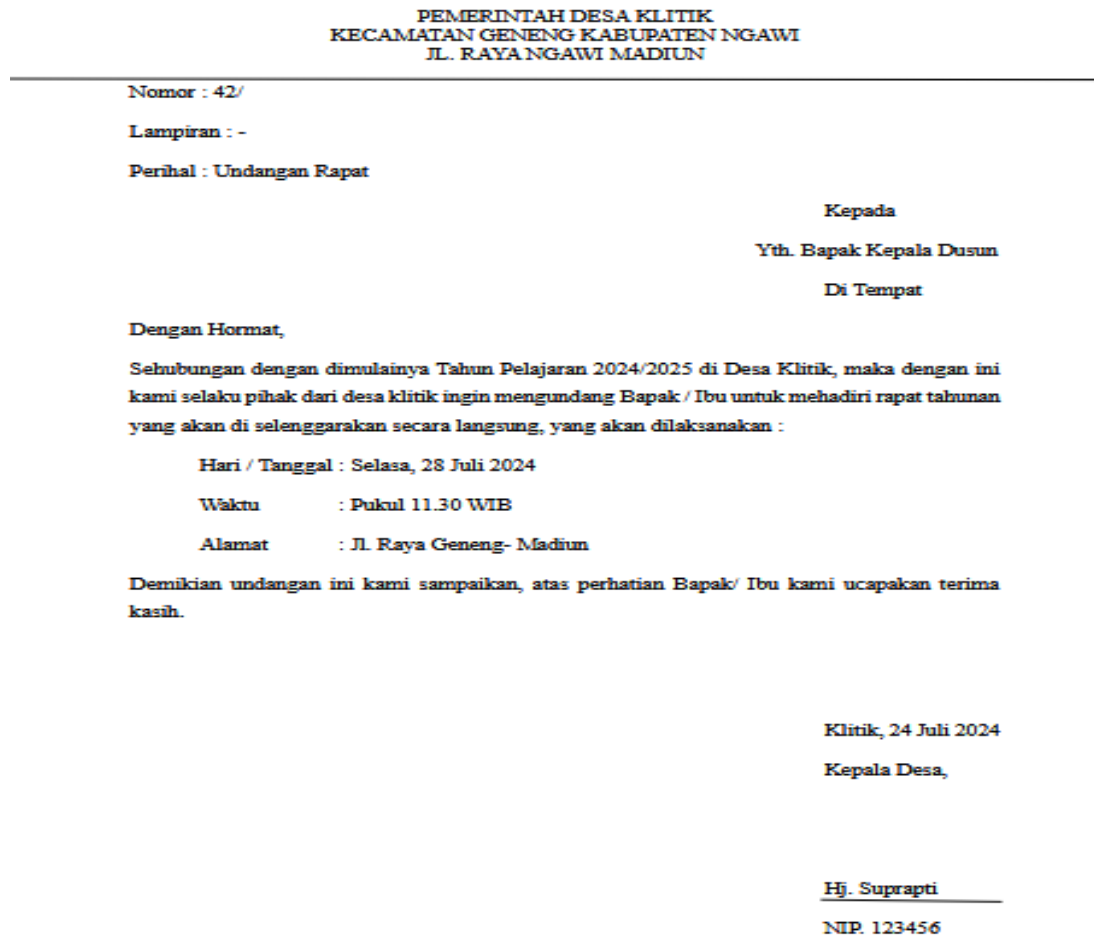 PEMERINTAH DESA KLITIK
KECAMATAN GENENG KABUPATEN NGAWI
JL. RAYA NGAWI MADIUN
Nomor : 42/
Lampiran : -
Perihal : Undangan Rapat
Kepada
Yth. Bapak Kepala Dusun
Di Tempat
Dengan Hormat,
Sehubungan dengan dimulainya Tahun Pelajaran 2024/2025 di Desa Klitik, maka dengan ini
kami selaku pihak dari desa klitik ingin mengundang Bapak / Ibu untuk mehadiri rapat tahunan
yang akan di selenggarakan secara langsung, yang akan dilaksanakan :
Hari / Tanggal : Selasa, 28 Juli 2024
Waktu : Pukul 11.30 WIB
Alamat : Jl. Raya Geneng- Madiun
Demikian undangan ini kami sampaikan, atas perhatian Bapak/ Ibu kami ucapakan terima
kasih.
Klitik, 24 Juli 2024
Kepala Desa,
Hj. Suprapti
NIP. 123456